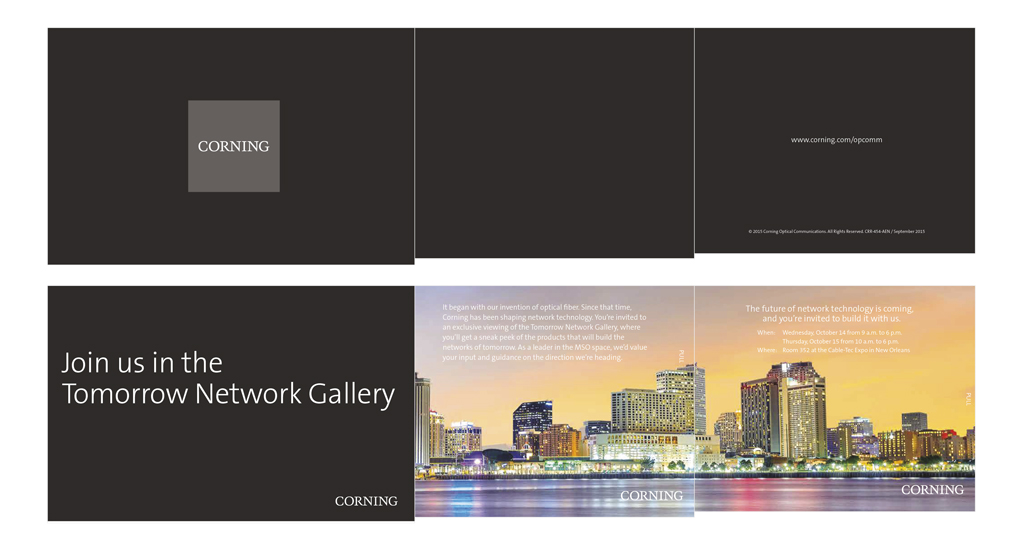 CORNING
www.corning.com/opcomm
© 2015 Corning Optical Communications. All Rights Reserved. CRR-454-AEN / September 2015
Join us in the
Tomorrow Network Gallery
CORNING
It began with our invention of optical fiber. Since that time,
Corning has been shaping network technology. You're invited to
an exclusive viewing of the Tomorrow Network Gallery, where
you'll get a sneak peek of the products that will build the
networks of tomorrow. As a leader in the MSO space, we'd value
your input and guidance on the direction we're heading.
PULL
CORNING
The future of network technology is coming,
and you're invited to build it with us.
When: Wednesday, October 14 from 9 a.m. to 6 p.m.
Thursday, October 15 from 10 a.m. to 6 p.m.
Where: Room 352 at the Cable-Tec Expo in New Orleans
PULL
CORNING